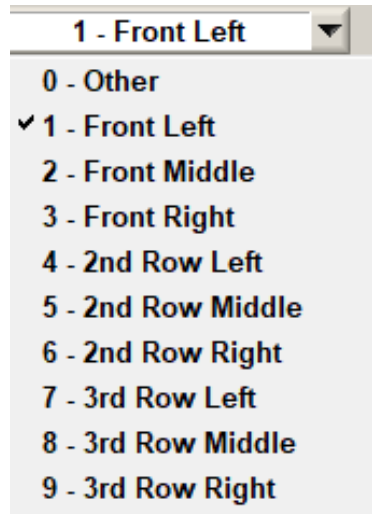 1 - Front Left
0 - Other
1 - Front Left
2 - Front Middle
3 - Front Right
4 - 2nd Row Left
5 - 2nd Row Middle
6 - 2nd Row Right
7 - 3rd Row Left
8 - 3rd Row Middle
9 - 3rd Row Right